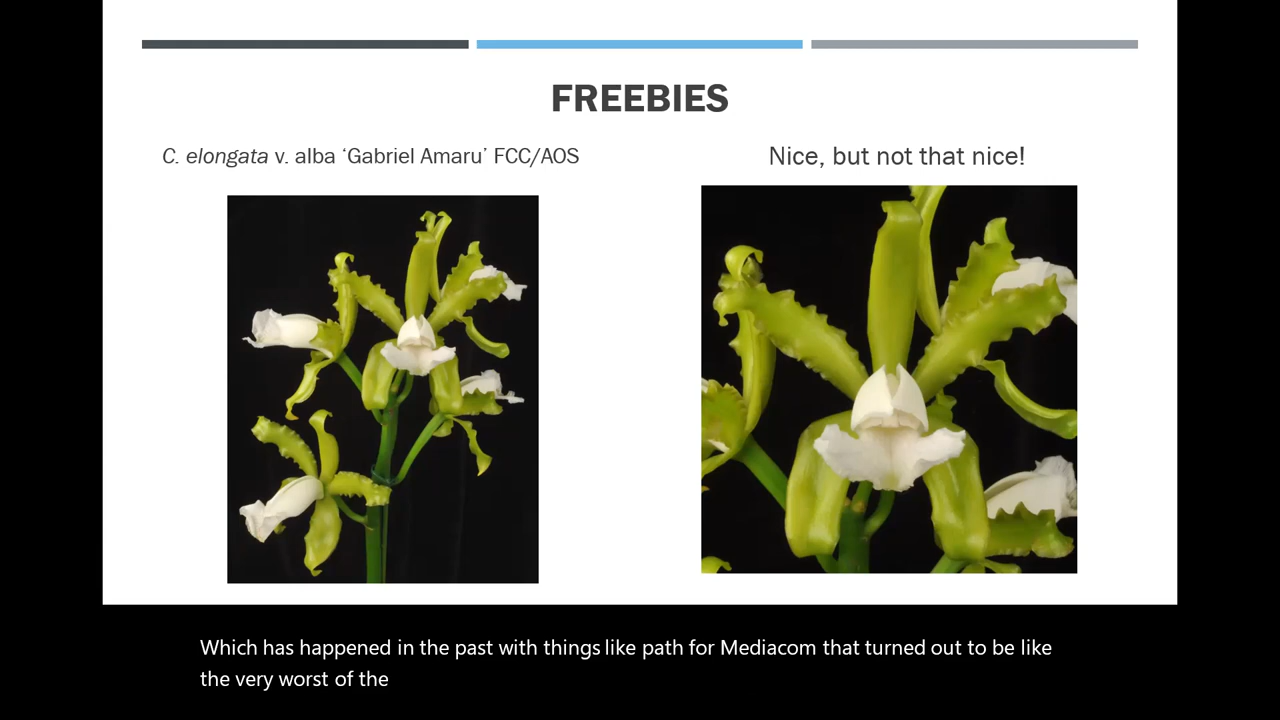 FREEBIES
C. elongata v. alba ‘Gabriel Amaru’ FCC/AOS
Nice, but not that nice!
Which has happened in the past with things like path for Mediacom that turned out to be like
the very worst of the